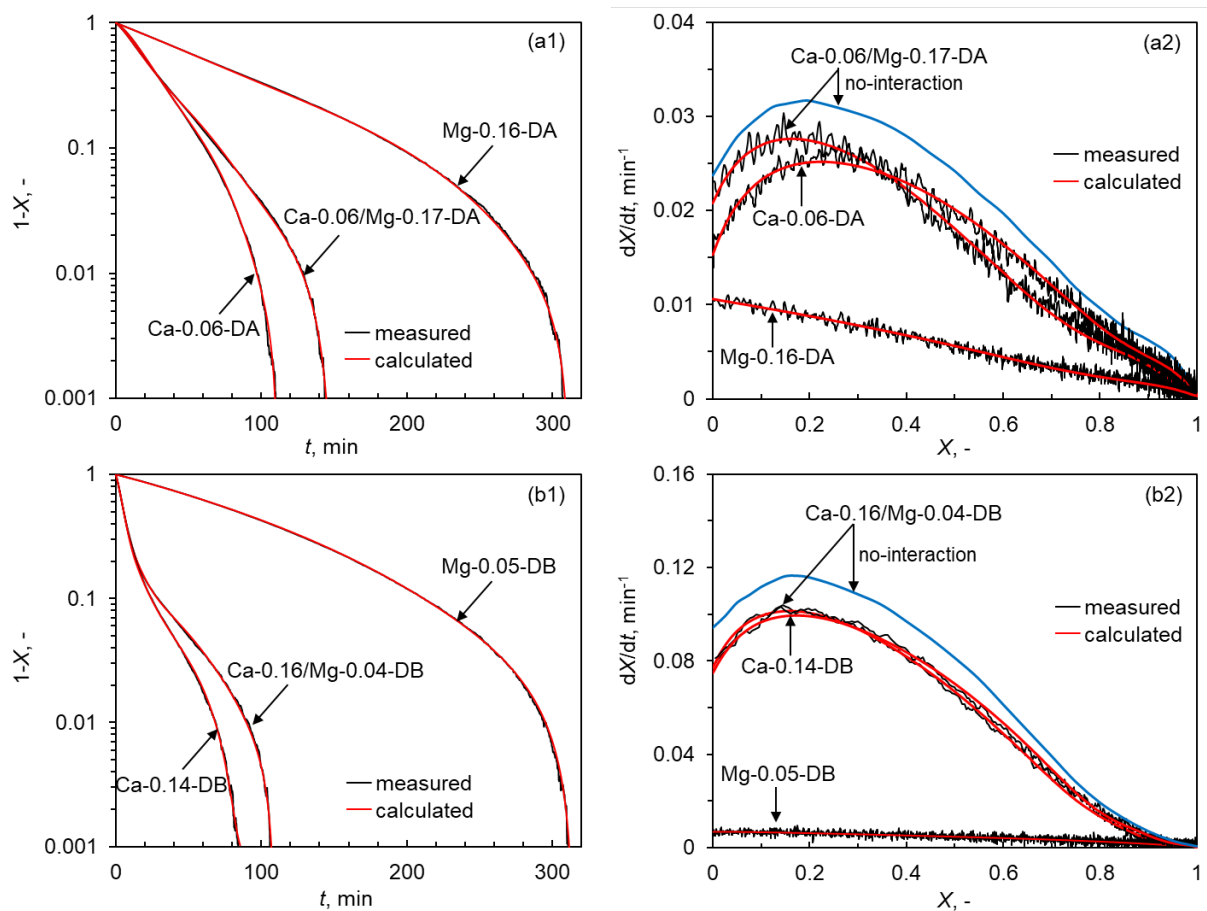 (a1)
1
0.1
0.01
0.001
1-X, -
Mg-0.16-DA
Ca-0.06/Mg-0.17-DA
Ca-0.06-DA
measured
calculated
0
100
200
300
t, min
(a2)
0.04
0.03
0.02
0.01
0
dX/dt, min⁻¹
Ca-0.06/Mg-0.17-DA
no-interaction
measured
calculated
Ca-0.06-DA
Mg-0.16-DA
0
0.2
0.4
0.6
0.8
1
X, -
(b1)
1
0.1
0.01
0.001
1-X, -
Mg-0.05-DB
Ca-0.16/Mg-0.04-DB
Ca-0.14-DB
measured
calculated
0
100
200
300
t, min
(b2)
0.16
0.12
0.08
0.04
0
dX/dt, min⁻¹
Ca-0.16/Mg-0.04-DB
no-interaction
measured
calculated
Ca-0.14-DB
Mg-0.05-DB
0
0.2
0.4
0.6
0.8
1
X, -